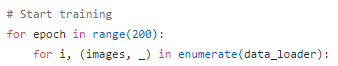 # Start training
for epoch in range(200):
    for i, (images, _) in enumerate(data_loader):